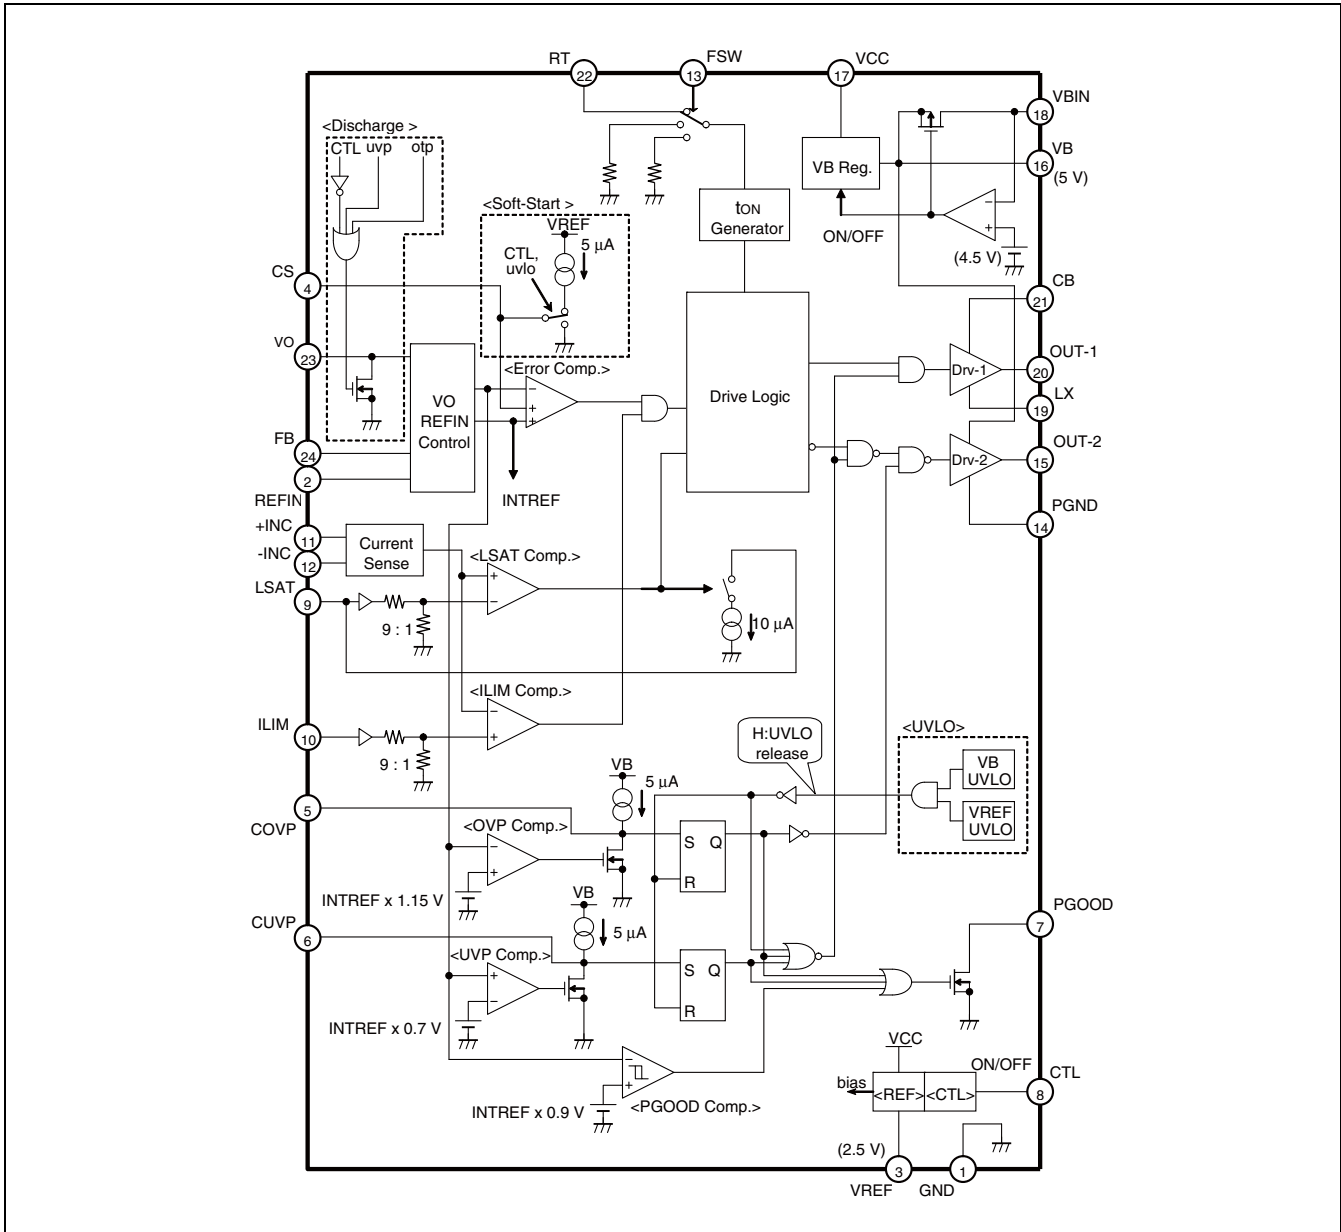 RT
22
FSW
13
VCC
17
VBIN
18
VB
16
(5 V)
<Discharge >
CTL uvp otp
VB Reg.
<Soft-Start >
VREF
5 μA
CTL,
uvlo
tON
Generator
ON/OFF
(4.5 V)
CS
4
CB
21
VO
23
<Error Comp.>
OUT-1
20
Drv-1
LX
19
VO
REFIN
Control
Drive Logic
FB
24
2
REFIN
INTREF
OUT-2
15
Drv-2
PGND
14
+INC
11
-INC
12
Current
Sense
<LSAT Comp.>
LSAT
9
9 : 1
10 μA
<ILIM Comp.>
ILIM
10
9 : 1
H:UVLO
release
<UVLO>
VB
UVLO
VREF
UVLO
VB
5 μA
5
COVP
<OVP Comp.>
S Q
R
INTREF x 1.15 V
VB
5 μA
CUVP
6
<UVP Comp.>
S Q
R
INTREF x 0.7 V
PGOOD
7
INTREF x 0.9 V
<PGOOD Comp.>
VCC
ON/OFF
CTL
8
bias
<REF>
<CTL>
(2.5 V)
3
VREF
1
GND